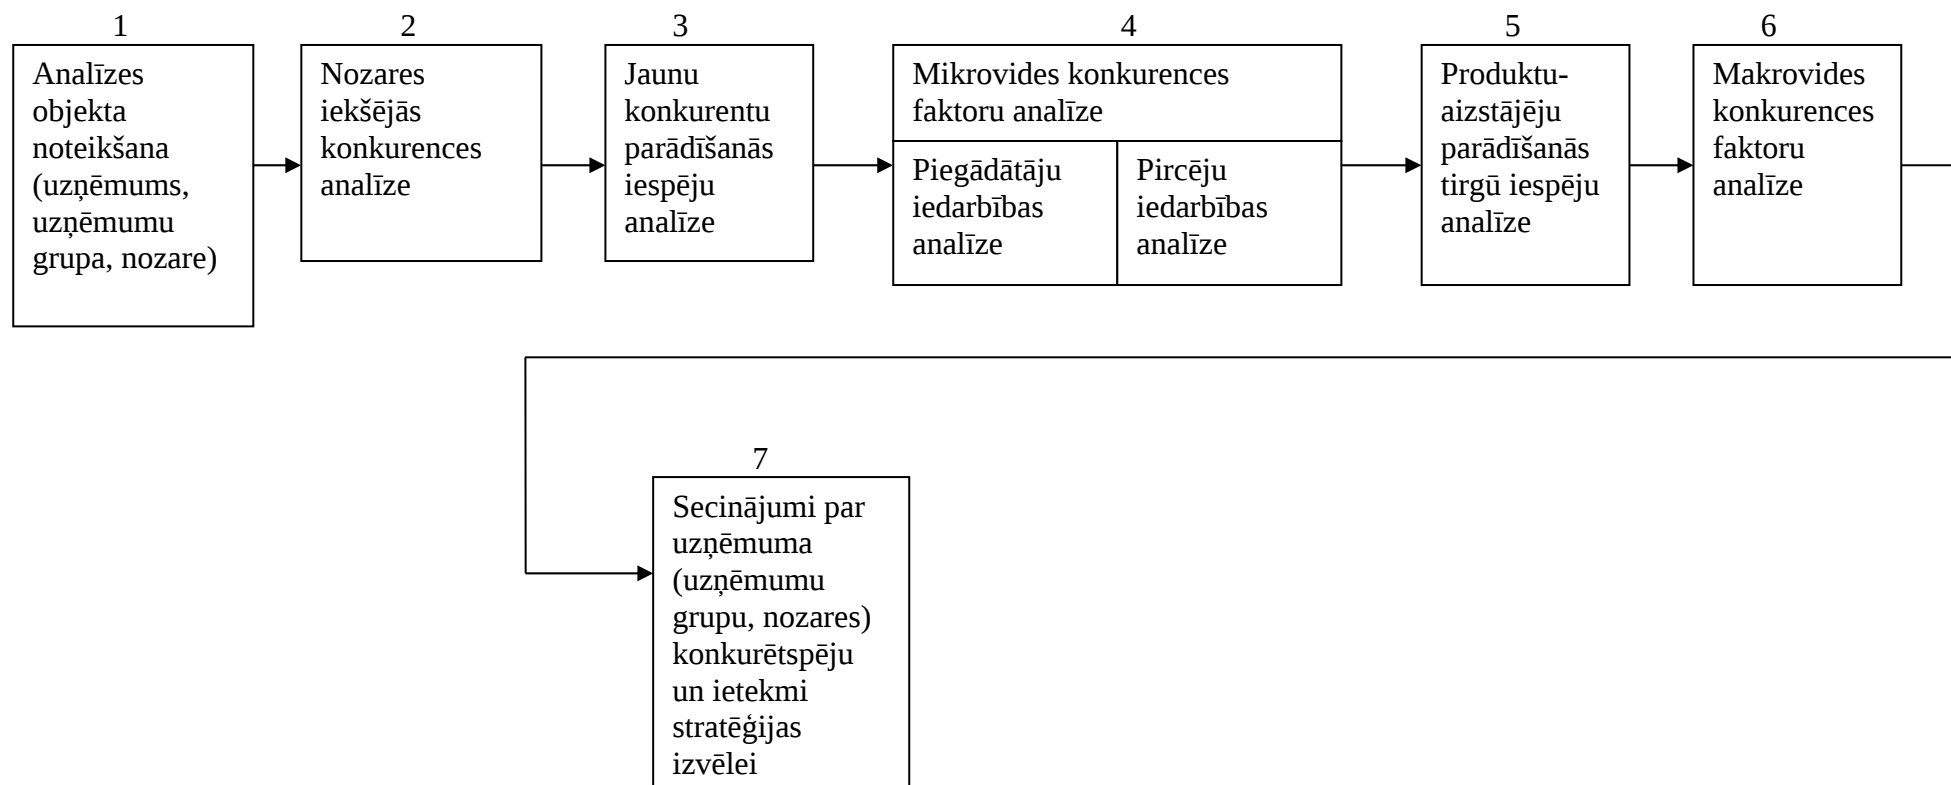 1
Analīzes
objekta
noteikšana
(uzņēmums,
uzņēmumu
grupa, nozare)
2
Nozares
iekšējās
konkurences
analīze
3
Jaunu
konkurentu
parādīšanās
iespēju
analīze
4
Mikrovides konkurences
faktoru analīze
Piegādātāju
iedarbības
analīze
Pircēju
iedarbības
analīze
5
Produktu-
aizstājēju
parādīšanās
tirgū iespēju
analīze
6
Makrovides
konkurences
faktoru
analīze
7
Secinājumi par
uzņēmuma
(uzņēmumu
grupu, nozares)
konkurētspēju
un ietekmi
stratēģijas
izvēlei